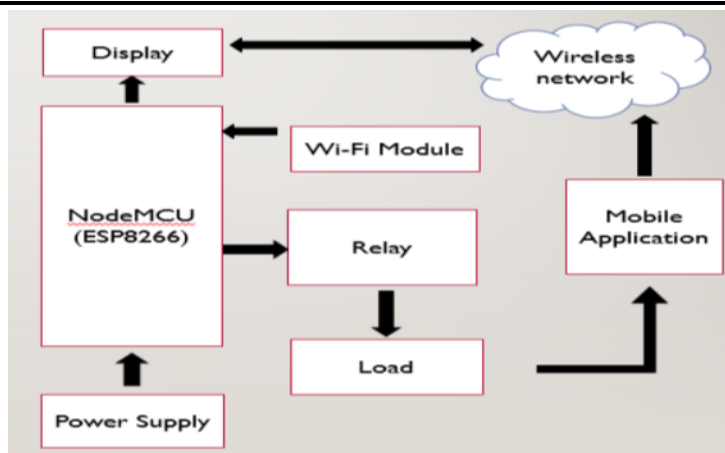 Display
Wireless
network
Wi-Fi Module
NodeMCU
(ESP8266)
Relay
Mobile
Application
Load
Power Supply